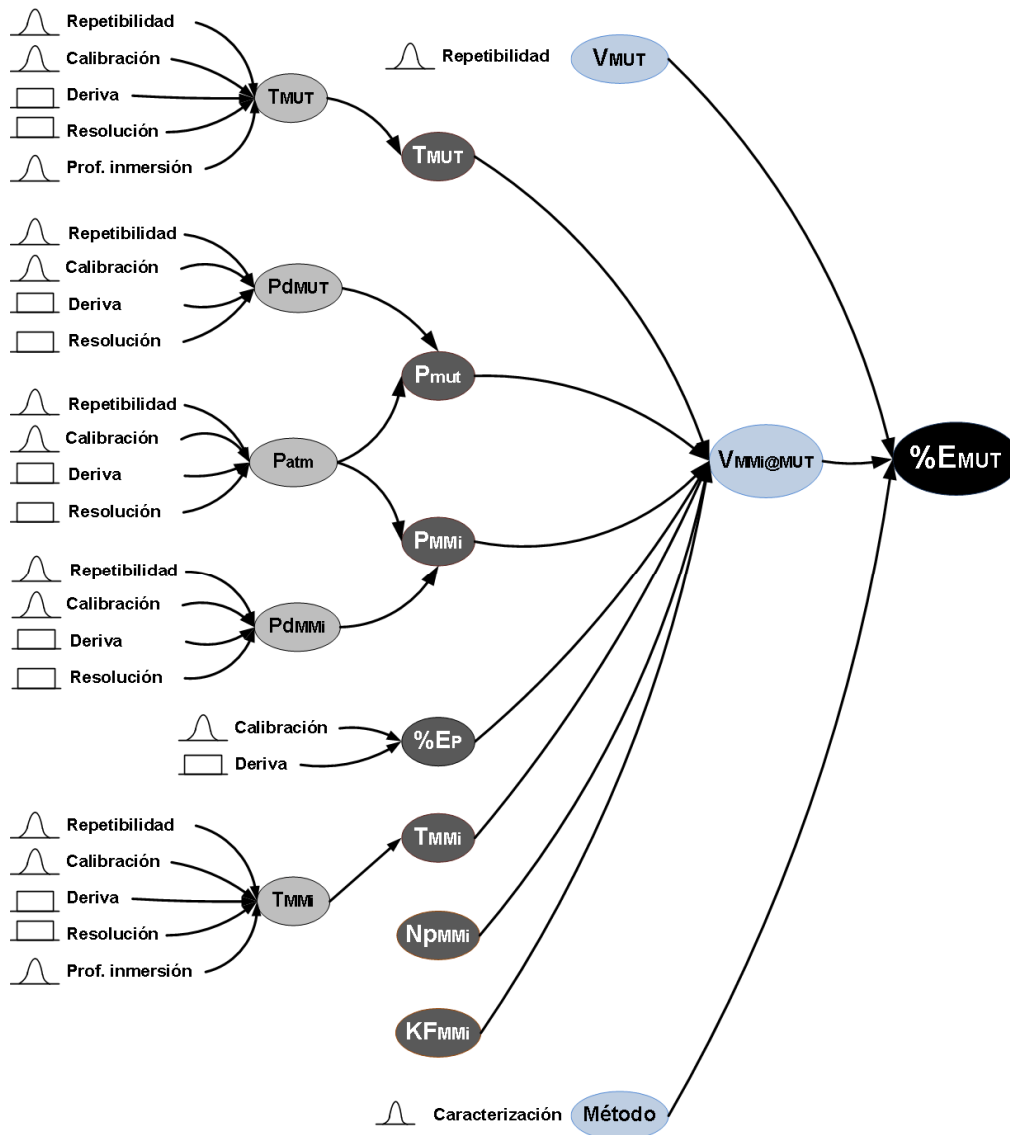 Repetibilidad
Calibración
Deriva
Resolución
Prof. inmersión
TMUT
TMUT
Repetibilidad
VMUT
Repetibilidad
Calibración
Deriva
Resolución
PdMUT
Pmut
Repetibilidad
Calibración
Deriva
Resolución
Patm
PMMi
VMMi@MUT
%EMUT
Repetibilidad
Calibración
Deriva
Resolución
PdMMi
Calibración
Deriva
%EP
Repetibilidad
Calibración
Deriva
Resolución
Prof. inmersión
TMMi
TMMi
NpMMi
KFMMi
Caracterización
Método